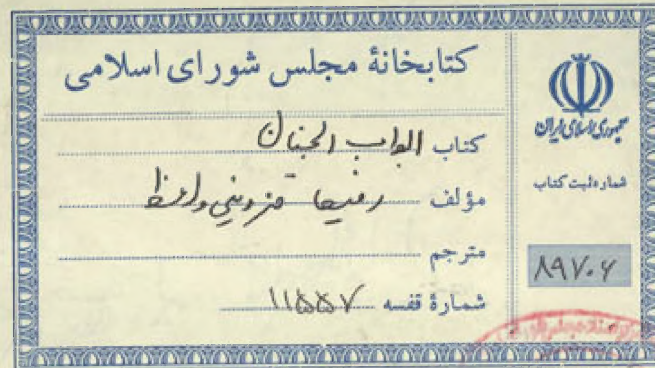 کتابخانهٔ مجلس شورای اسلامی
کتاب ابواب الجنان
مؤلف رفیعا قزوینی واعظ
مترجم
شمارهٔ قفسه ۱۱۵۵۷
جمهوری اسلامی ایران
شماره ثبت کتاب
۸۹۷۰۶